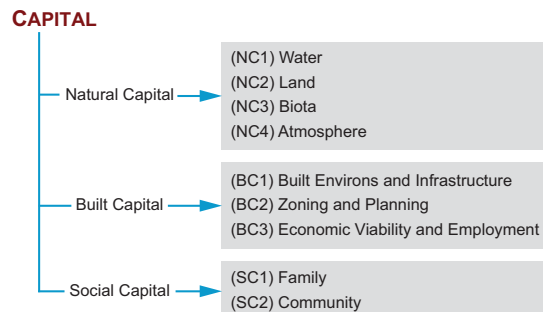 CAPITAL
Natural Capital
(NC1) Water
(NC2) Land
(NC3) Biota
(NC4) Atmosphere
Built Capital
(BC1) Built Environs and Infrastructure
(BC2) Zoning and Planning
(BC3) Economic Viability and Employment
Social Capital
(SC1) Family
(SC2) Community